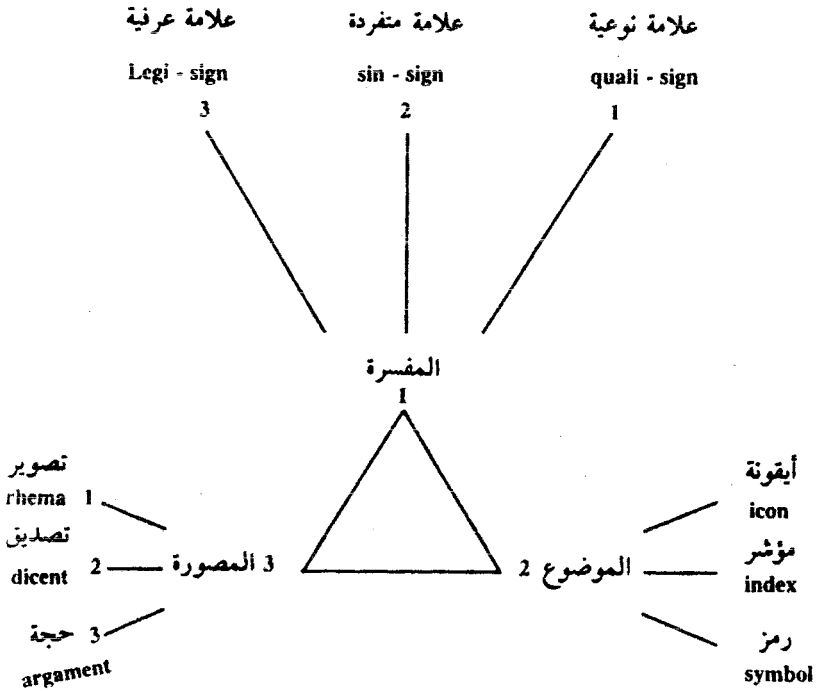 علامة نوعية علامة متفردة علامة عرفية
quali - sign sin - sign Legi - sign
1 2 3
المفسرة
1
أيقونة
icon
مؤشر
index
رمز
symbol
الموضوع 2
المصورة 3
تصوير
rhema 1
تصديق
dicent 2
حجة 3
argament